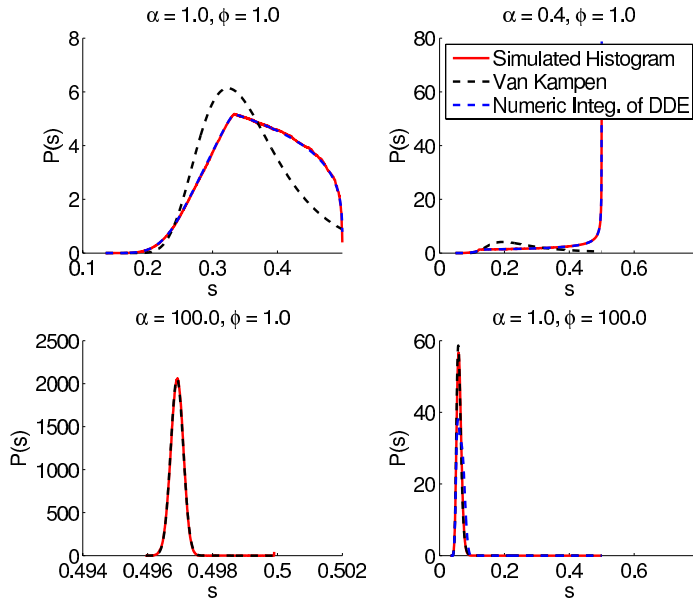 α = 1.0, φ = 1.0
8
6
4
2
0
P(s)
0.1 0.2 0.3 0.4
s
α = 0.4, φ = 1.0
80
60
40
20
0
P(s)
0 0.2 0.4 0.6
s
Simulated Histogram
Van Kampen
Numeric Integ. of DDE
α = 100.0, φ = 1.0
2500
2000
1500
1000
500
0
P(s)
0.494 0.496 0.498 0.5 0.502
s
α = 1.0, φ = 100.0
60
40
20
0
P(s)
0 0.2 0.4 0.6
s